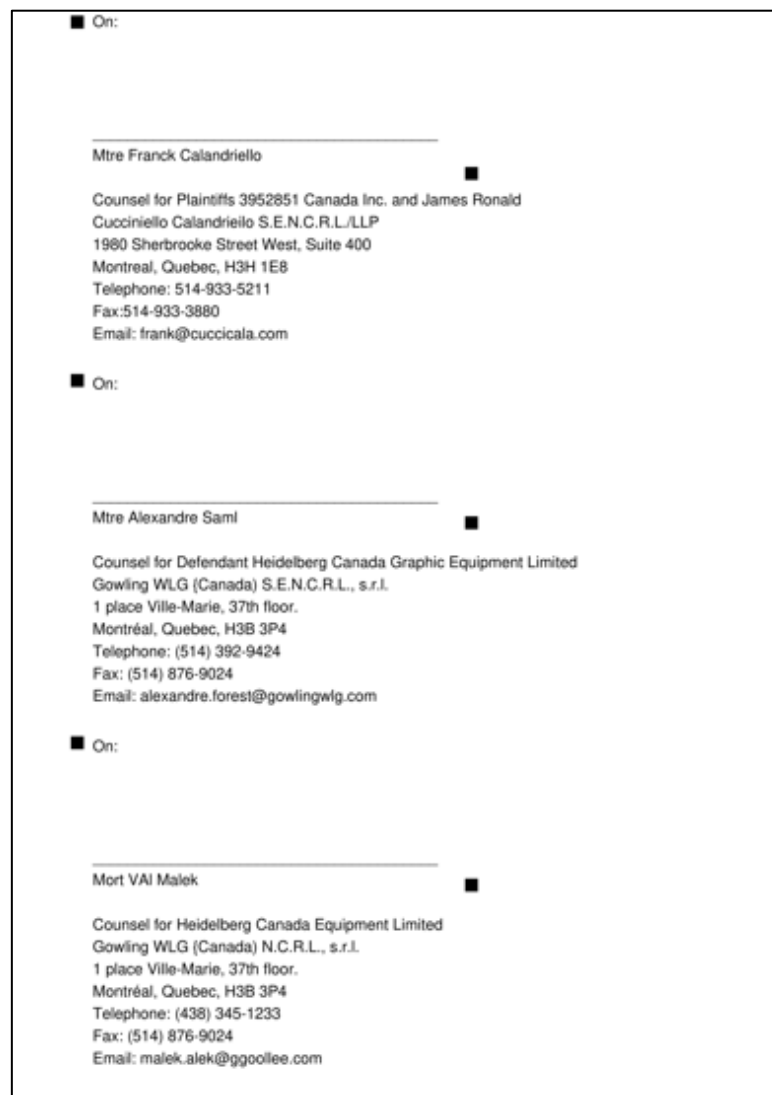 On:
Mtre Franck Calandriello
Counsel for Plaintiffs 3952851 Canada Inc. and James Ronald
Cucciniello Calandrieilo S.E.N.C.R.L./LLP
1980 Sherbrooke Street West, Suite 400
Montreal, Quebec, H3H 1E8
Telephone: 514-933-5211
Fax:514-933-3880
Email: frank@cuccicala.com
On:
Mtre Alexandre Saml
Counsel for Defendant Heidelberg Canada Graphic Equipment Limited
Gowling WLG (Canada) S.E.N.C.R.L., s.r.l.
1 place Ville-Marie, 37th floor.
Montréal, Quebec, H3B 3P4
Telephone: (514) 392-9424
Fax: (514) 876-9024
Email: alexandre.forest@gowlingwlg.com
On:
Mort VAI Malek
Counsel for Heidelberg Canada Equipment Limited
Gowling WLG (Canada) N.C.R.L., s.r.l.
1 place Ville-Marie, 37th floor.
Montréal, Quebec, H3B 3P4
Telephone: (438) 345-1233
Fax: (514) 876-9024
Email: malek.alek@ggoollee.com